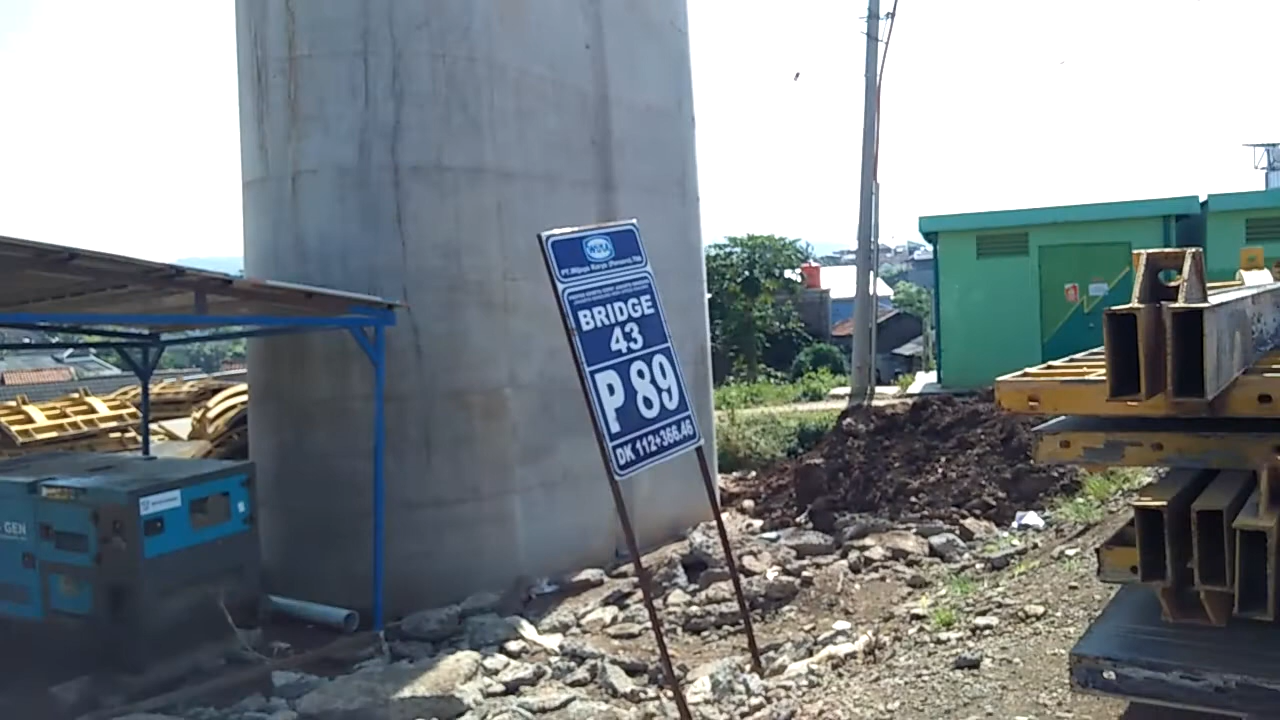 WIKA
PT. Wijaya Karya (Persero) Tbk
BRIDGE
43
P 89
DK 112+366.46
GEN